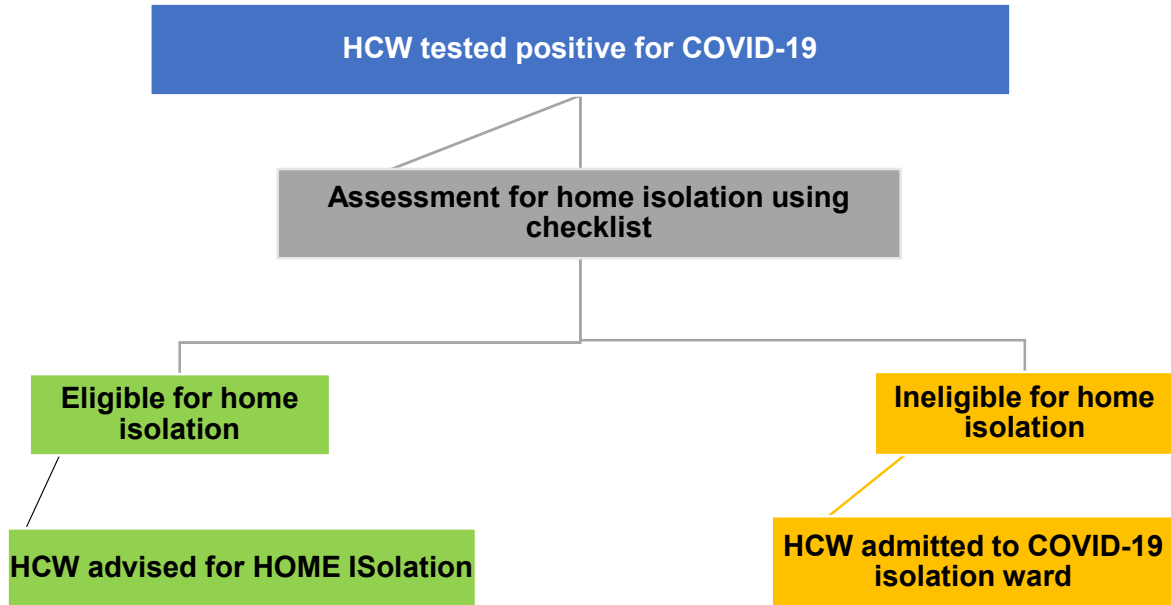 HCW tested positive for COVID-19
Assessment for home isolation using
checklist
Eligible for home
isolation
Ineligible for home
isolation
HCW advised for HOME ISolation
HCW admitted to COVID-19
isolation ward